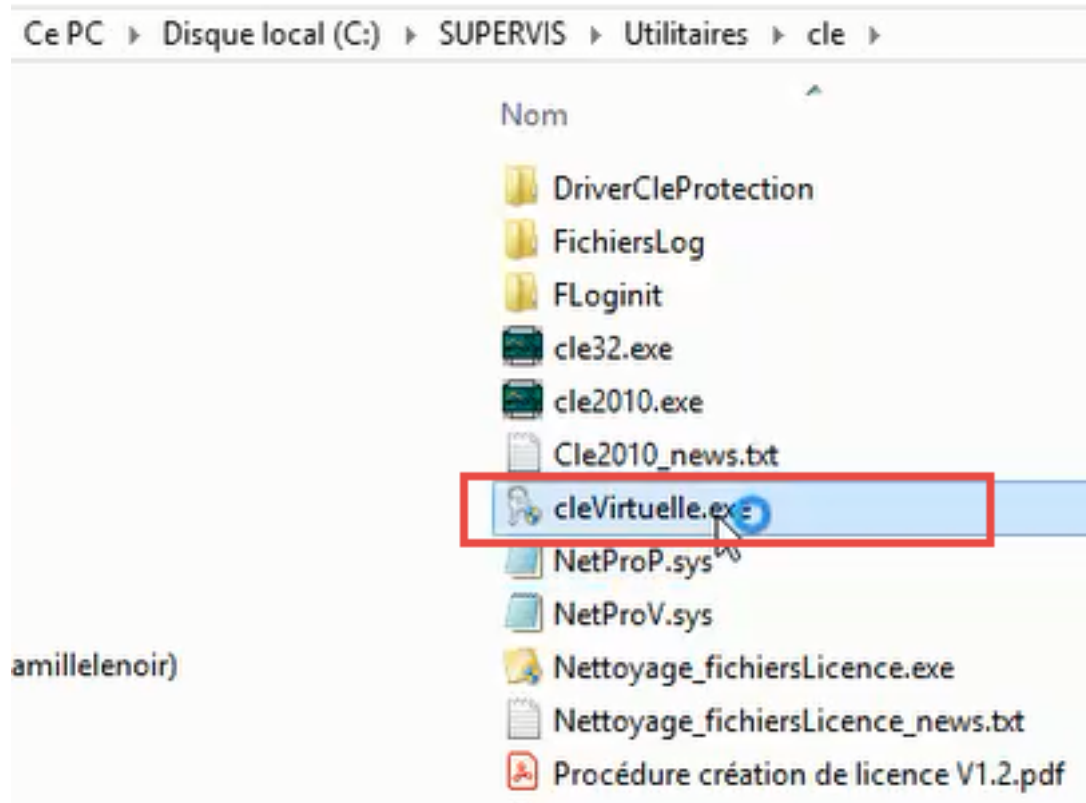 Ce PC ▸ Disque local (C:) ▸ SUPERVIS ▸ Utilitaires ▸ cle ▸
Nom
DriverCleProtection
FichiersLog
FLoginit
cle32.exe
cle2010.exe
Cle2010_news.txt
cleVirtuelle.exe
NetProP.sys
NetProV.sys
amillelenoir)
Nettoyage_fichiersLicence.exe
Nettoyage_fichiersLicence_news.txt
Procédure création de licence V1.2.pdf